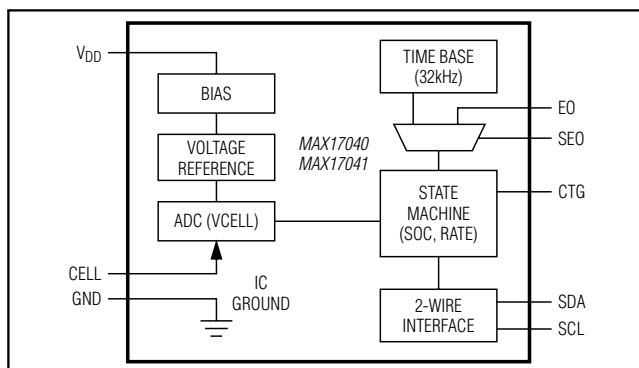 V_DD
BIAS
VOLTAGE
REFERENCE
ADC (VCELL)
CELL
GND
IC
GROUND
MAX17040
MAX17041
TIME BASE
(32kHz)
EO
SEO
STATE
MACHINE
(SOC, RATE)
CTG
2-WIRE
INTERFACE
SDA
SCL